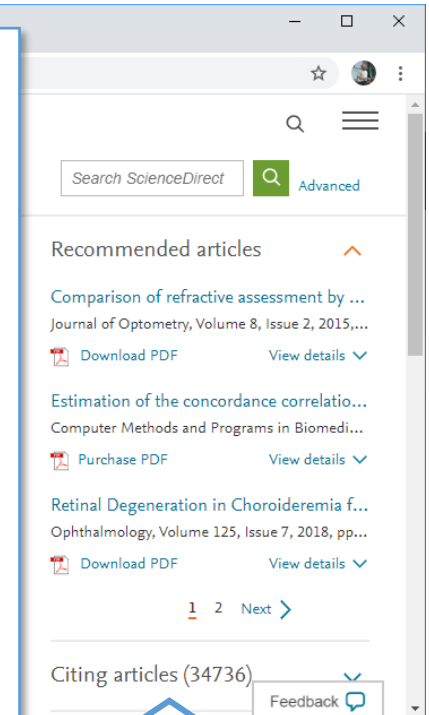 Search ScienceDirect
Advanced
Recommended articles
Comparison of refractive assessment by ...
Journal of Optometry, Volume 8, Issue 2, 2015,...
Download PDF View details
Estimation of the concordance correlatio...
Computer Methods and Programs in Biomedi...
Purchase PDF View details
Retinal Degeneration in Choroideremia f...
Ophthalmology, Volume 125, Issue 7, 2018, pp...
Download PDF View details
1 2 Next
Citing articles (34736)
Feedback